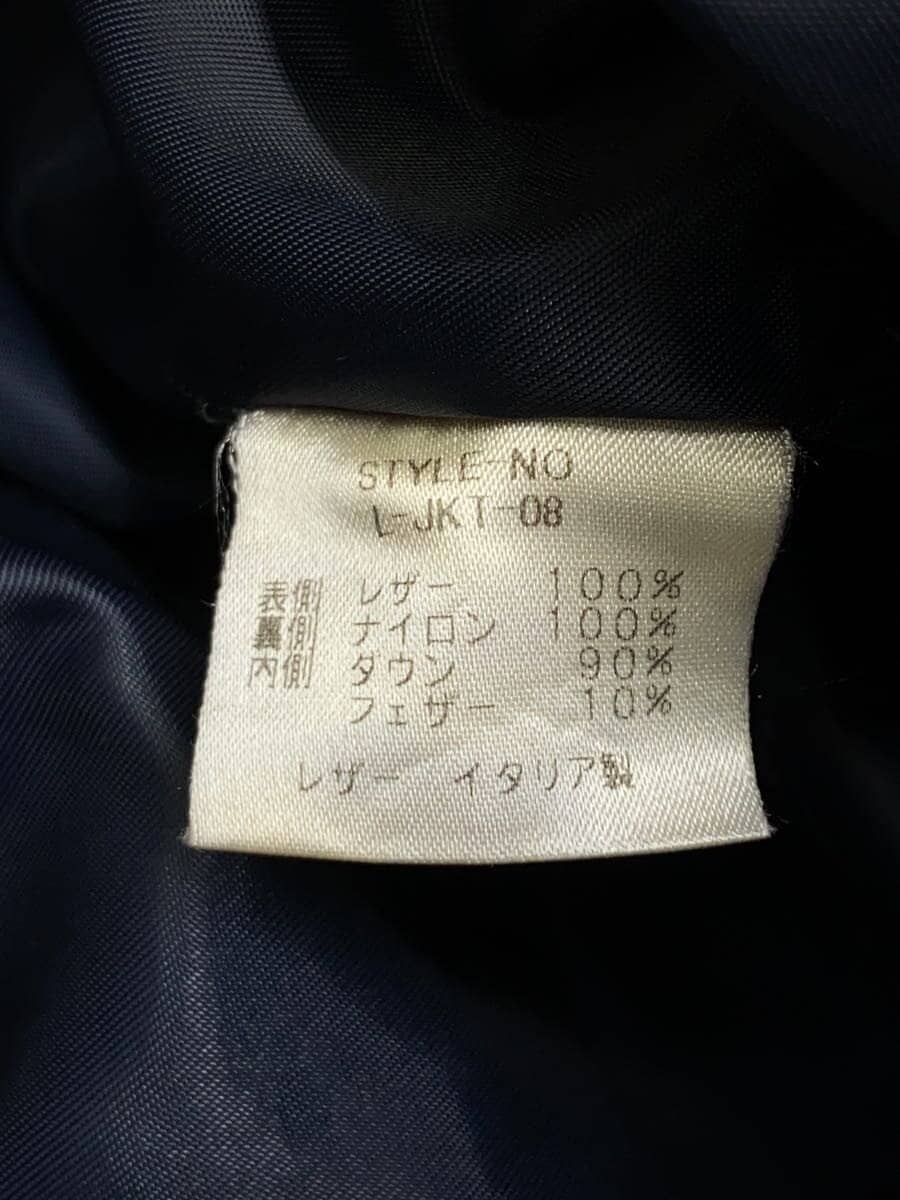 STYLE-NO
L-JKT-08
表側 レザー 100%
裏側 ナイロン 100%
内側 ダウン 90%
フェザー 10%
レザー イタリア製